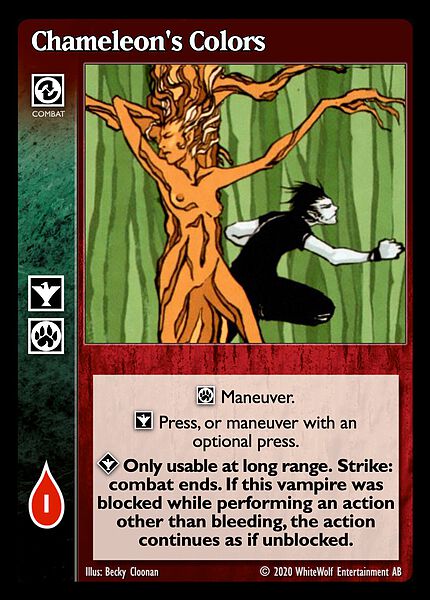 Chameleon's Colors
COMBAT
Maneuver.
Press, or maneuver with an
optional press.
Only usable at long range. Strike:
combat ends. If this vampire was
blocked while performing an action
other than bleeding, the action
continues as if unblocked.
1
Illus: Becky Cloonan © 2020 WhiteWolf Entertainment AB